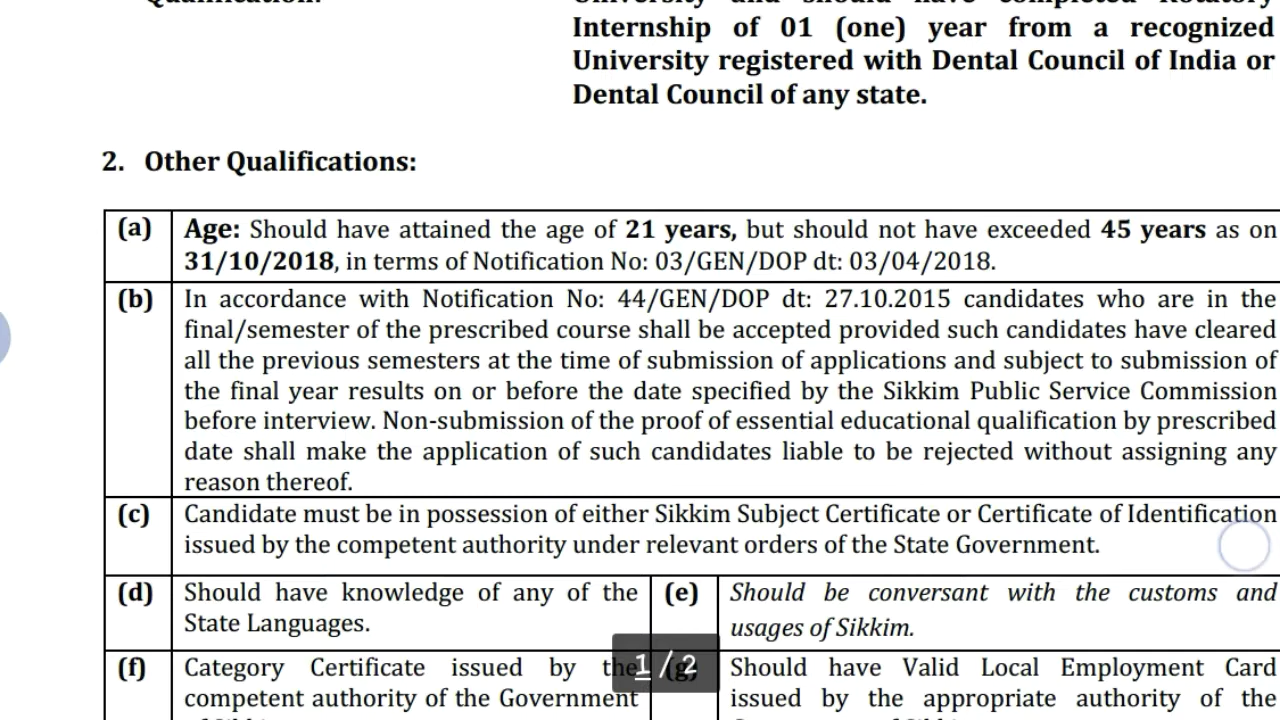 Internship of 01 (one) year from a recognized
University registered with Dental Council of India or
Dental Council of any state.
2. Other Qualifications:
(a) Age: Should have attained the age of 21 years, but should not have exceeded 45 years as on
31/10/2018, in terms of Notification No: 03/GEN/DOP dt: 03/04/2018.
(b) In accordance with Notification No: 44/GEN/DOP dt: 27.10.2015 candidates who are in the
final/semester of the prescribed course shall be accepted provided such candidates have cleared
all the previous semesters at the time of submission of applications and subject to submission of
the final year results on or before the date specified by the Sikkim Public Service Commission
before interview. Non-submission of the proof of essential educational qualification by prescribed
date shall make the application of such candidates liable to be rejected without assigning any
reason thereof.
(c) Candidate must be in possession of either Sikkim Subject Certificate or Certificate of Identification
issued by the competent authority under relevant orders of the State Government.
(d) Should have knowledge of any of the
State Languages.
(e) Should be conversant with the customs and
usages of Sikkim.
(f) Category Certificate issued by the
competent authority of the Government
(g) Should have Valid Local Employment Card
issued by the appropriate authority of the
1 / 2